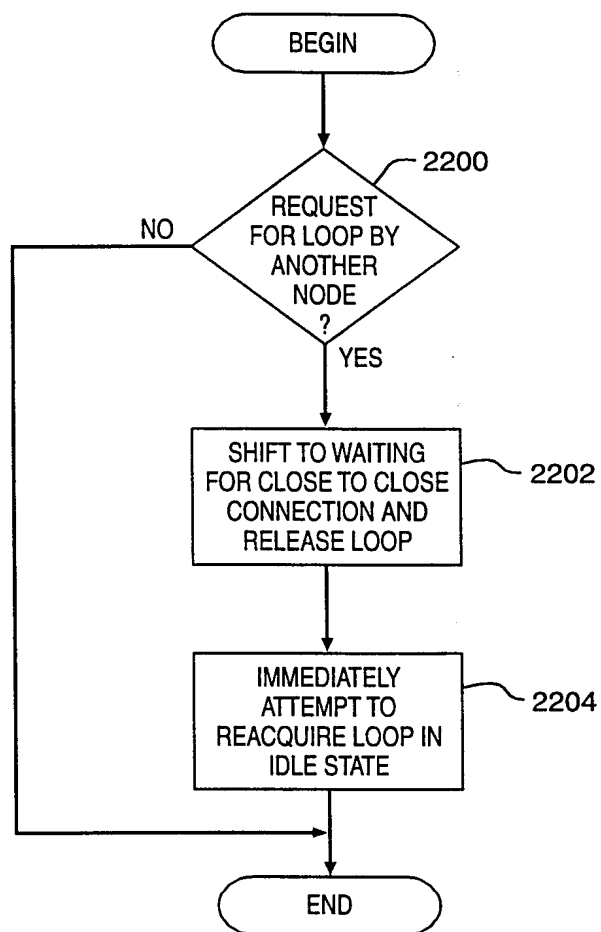 BEGIN
2200
REQUEST
FOR LOOP BY
ANOTHER
NODE
?
NO
YES
SHIFT TO WAITING
FOR CLOSE TO CLOSE
CONNECTION AND
RELEASE LOOP
2202
IMMEDIATELY
ATTEMPT TO
REACQUIRE LOOP IN
IDLE STATE
2204
END